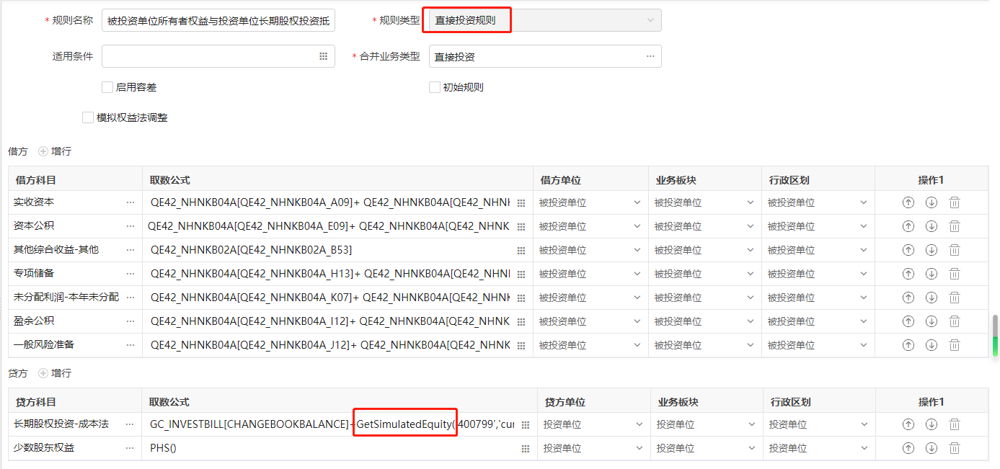 * 规则名称 被投资单位所有者权益与投资单位长期股权投资抵 * 规则类型 直接投资规则
适用条件 * 合并业务类型 直接投资
启用容差 初始规则
模拟权益法调整
借方 增行
借方科目 取数公式 借方单位 业务板块 行政区划 操作1
实收资本 QE42_NHNKB04A[QE42_NHNKB04A_A09]+ QE42_NHNKB04A[QE42_NHNK 被投资单位 被投资单位 被投资单位
资本公积 QE42_NHNKB04A[QE42_NHNKB04A_E09]+ QE42_NHNKB04A[QE42_NHNK 被投资单位 被投资单位 被投资单位
其他综合收益-其他 QE42_NHNKB02A[QE42_NHNKB02A_B53] 被投资单位 被投资单位 被投资单位
专项储备 QE42_NHNKB04A[QE42_NHNKB04A_H13]+ QE42_NHNKB04A[QE42_NHN 被投资单位 被投资单位 被投资单位
未分配利润-本年未分配 QE42_NHNKB04A[QE42_NHNKB04A_K07]+ QE42_NHNKB04A[QE42_NHNK 被投资单位 被投资单位 被投资单位
盈余公积 QE42_NHNKB04A[QE42_NHNKB04A_I12]+ QE42_NHNKB04A[QE42_NHNK 被投资单位 被投资单位 被投资单位
一般风险准备 QE42_NHNKB04A[QE42_NHNKB04A_J12]+ QE42_NHNKB04A[QE42_NHNK 被投资单位 被投资单位 被投资单位
贷方 增行
贷方科目 取数公式 贷方单位 业务板块 行政区划 操作1
长期股权投资-成本法 GC_INVESTBILL[CHANGEBOOKBALANCE]+GetSimulatedEquity('400799','cur 投资单位 投资单位 投资单位
少数股东权益 PHS() 投资单位 投资单位 投资单位